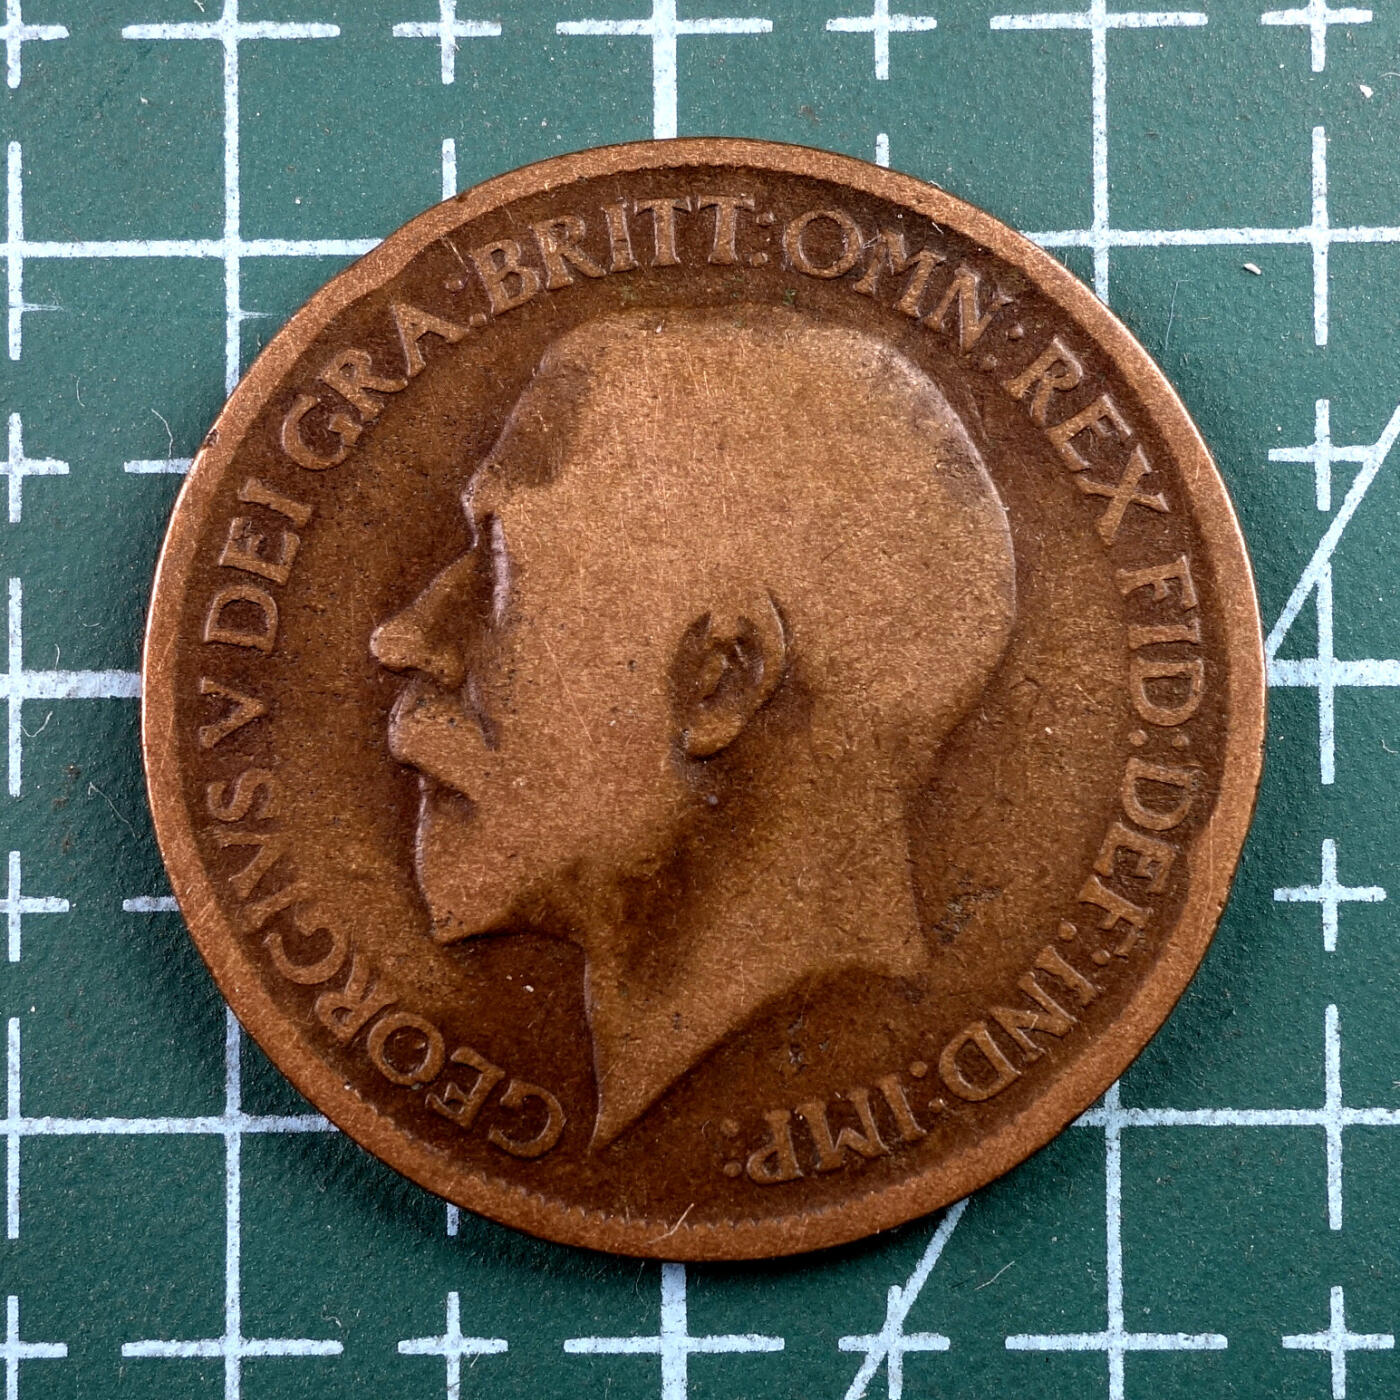 GEORGIVS V DEI GRA: BRITT: OMN: REX FID: DEF: IND: IMP: